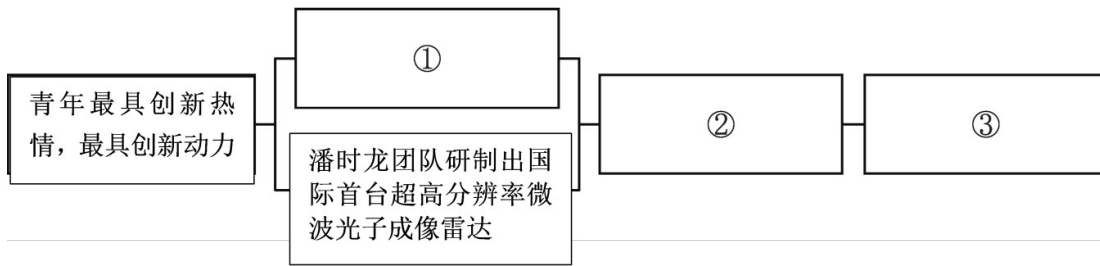 ①
青年最具创新热
情，最具创新动力
潘时龙团队研制出国
际首台超高分辨率微
波光子成像雷达
②
③